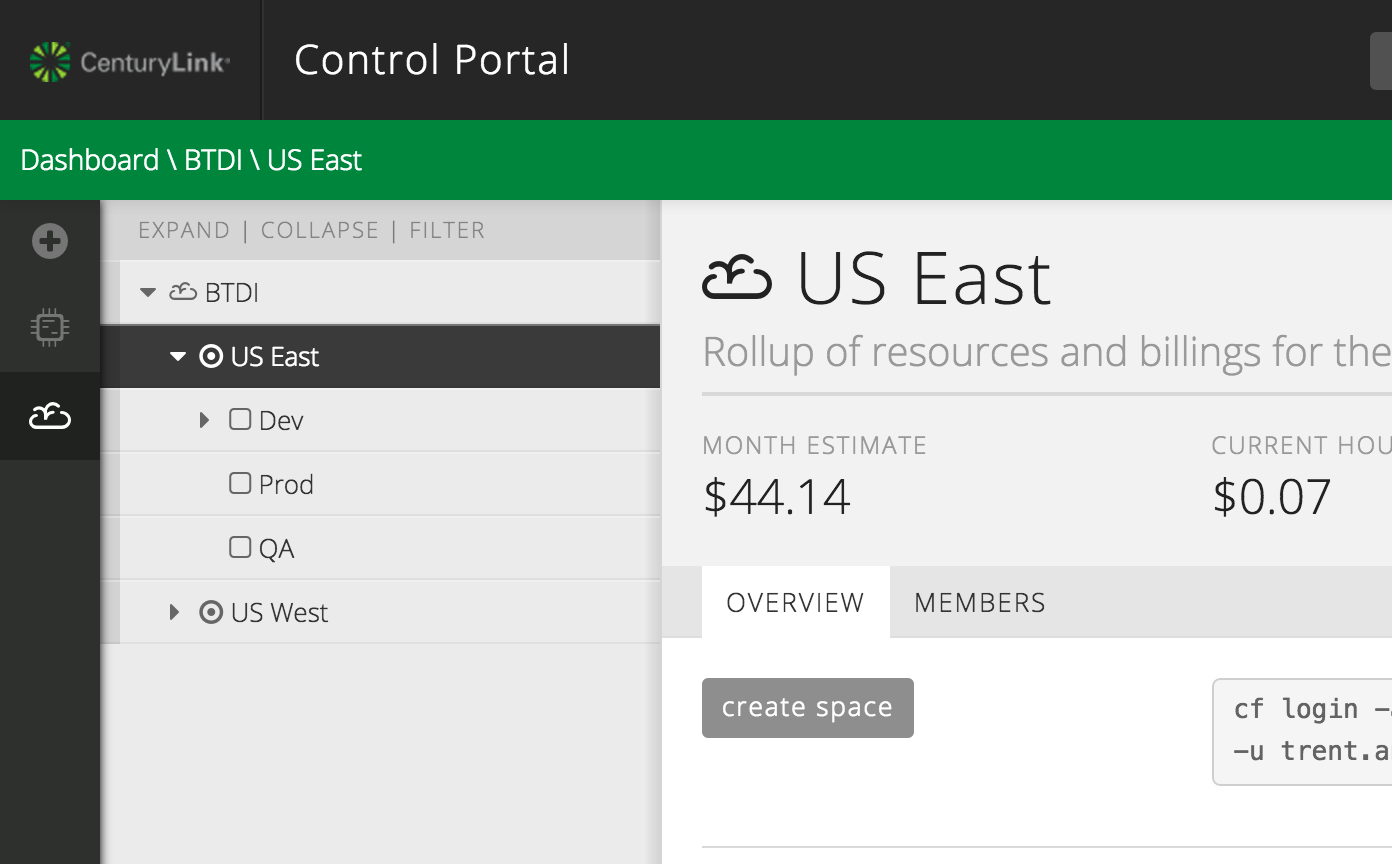 CenturyLink
Control Portal
Dashboard \ BTDI \ US East
EXPAND | COLLAPSE | FILTER
BTDI
US East
Dev
Prod
QA
US West
US East
Rollup of resources and billings for the
MONTH ESTIMATE
$44.14
CURRENT HOU
$0.07
OVERVIEW
MEMBERS
create space
cf login -a
-u trent.a